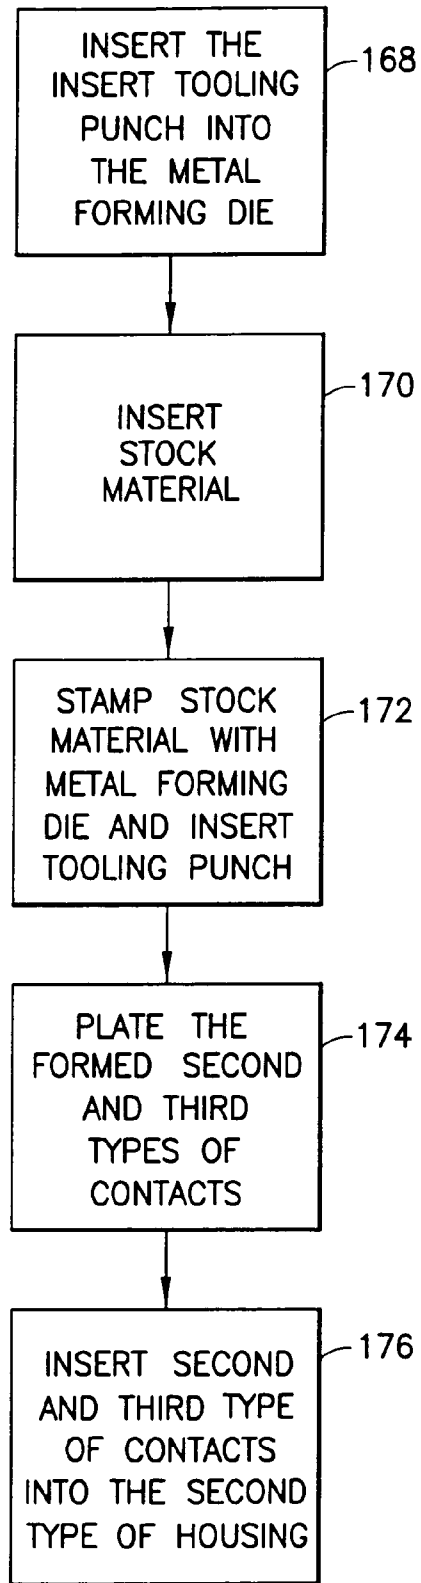 INSERT THE
INSERT TOOLING
PUNCH INTO
THE METAL
FORMING DIE
168
INSERT
STOCK
MATERIAL
170
STAMP STOCK
MATERIAL WITH
METAL FORMING
DIE AND INSERT
TOOLING PUNCH
172
PLATE THE
FORMED SECOND
AND THIRD
TYPES OF
CONTACTS
174
INSERT SECOND
AND THIRD TYPE
OF CONTACTS
INTO THE SECOND
TYPE OF HOUSING
176